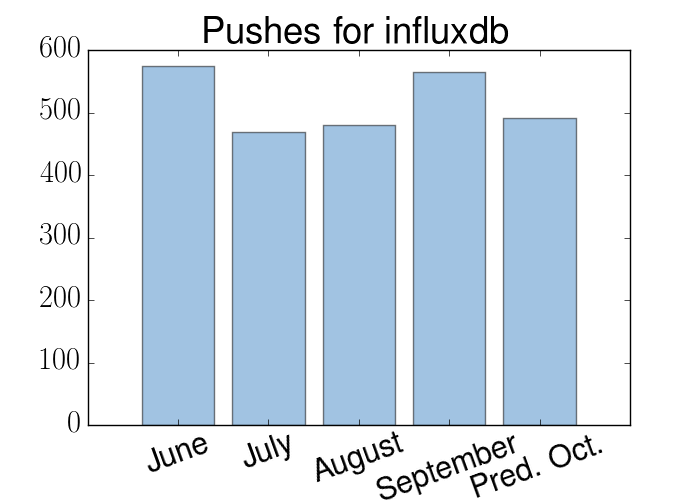 Pushes for influxdb
600
500
400
300
200
100
0
June
July
August
September
Pred. Oct.